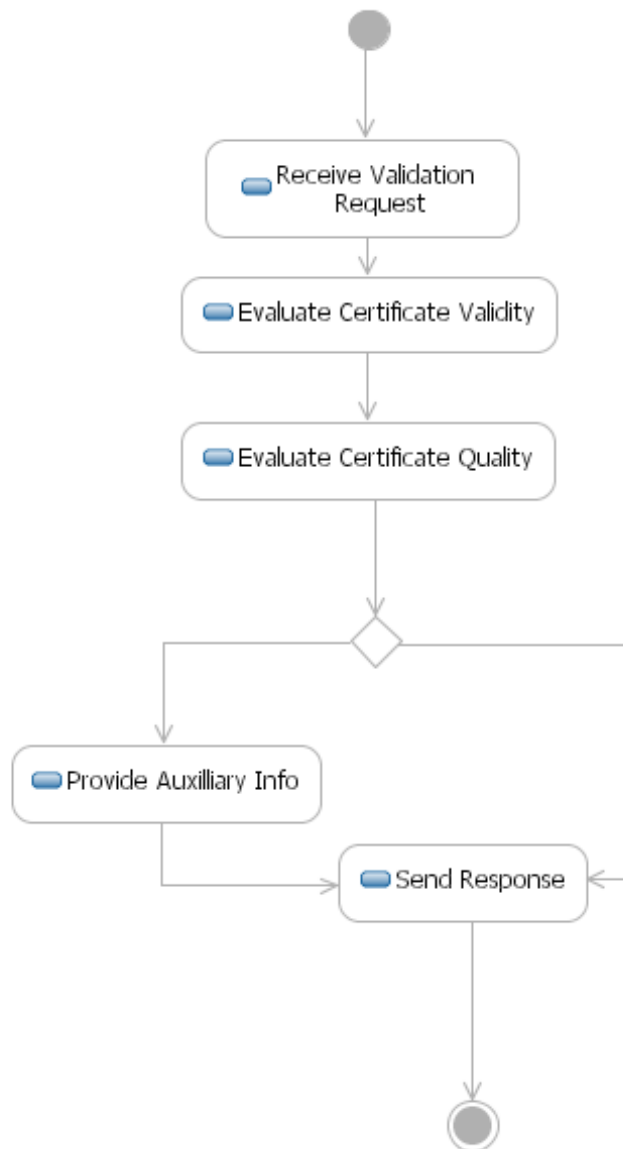 Receive Validation
Request
Evaluate Certificate Validity
Evaluate Certificate Quality
Provide Auxilliary Info
Send Response